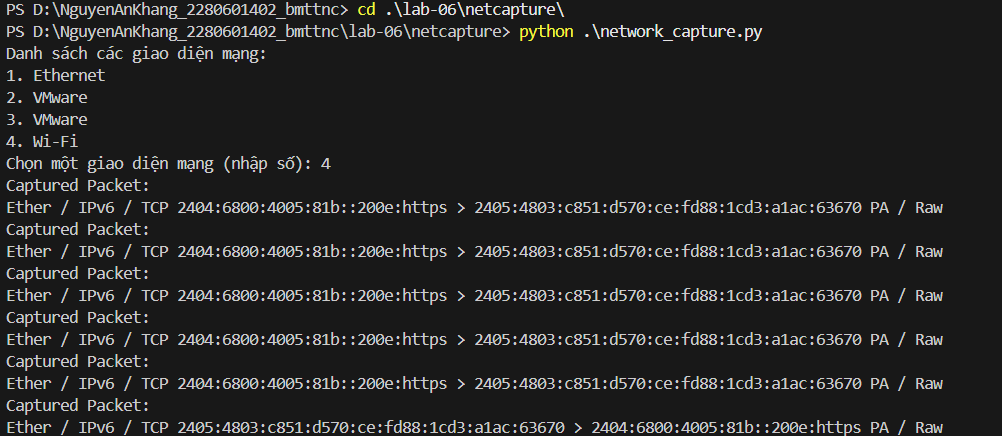 PS D:\NguyenAnKhang_2280601402_bmttnc> cd .\lab-06\netcapture\
PS D:\NguyenAnKhang_2280601402_bmttnc\lab-06\netcapture> python .\network_capture.py
Danh sách các giao diện mạng:
1. Ethernet
2. VMware
3. VMware
4. Wi-Fi
Chọn một giao diện mạng (nhập số): 4
Captured Packet:
Ether / IPv6 / TCP 2404:6800:4005:81b::200e:https > 2405:4803:c851:d570:ce:fd88:1cd3:a1ac:63670 PA / Raw
Captured Packet:
Ether / IPv6 / TCP 2404:6800:4005:81b::200e:https > 2405:4803:c851:d570:ce:fd88:1cd3:a1ac:63670 PA / Raw
Captured Packet:
Ether / IPv6 / TCP 2404:6800:4005:81b::200e:https > 2405:4803:c851:d570:ce:fd88:1cd3:a1ac:63670 PA / Raw
Captured Packet:
Ether / IPv6 / TCP 2404:6800:4005:81b::200e:https > 2405:4803:c851:d570:ce:fd88:1cd3:a1ac:63670 PA / Raw
Captured Packet:
Ether / IPv6 / TCP 2404:6800:4005:81b::200e:https > 2405:4803:c851:d570:ce:fd88:1cd3:a1ac:63670 PA / Raw
Captured Packet:
Ether / IPv6 / TCP 2405:4803:c851:d570:ce:fd88:1cd3:a1ac:63670 > 2404:6800:4005:81b::200e:https PA / Raw